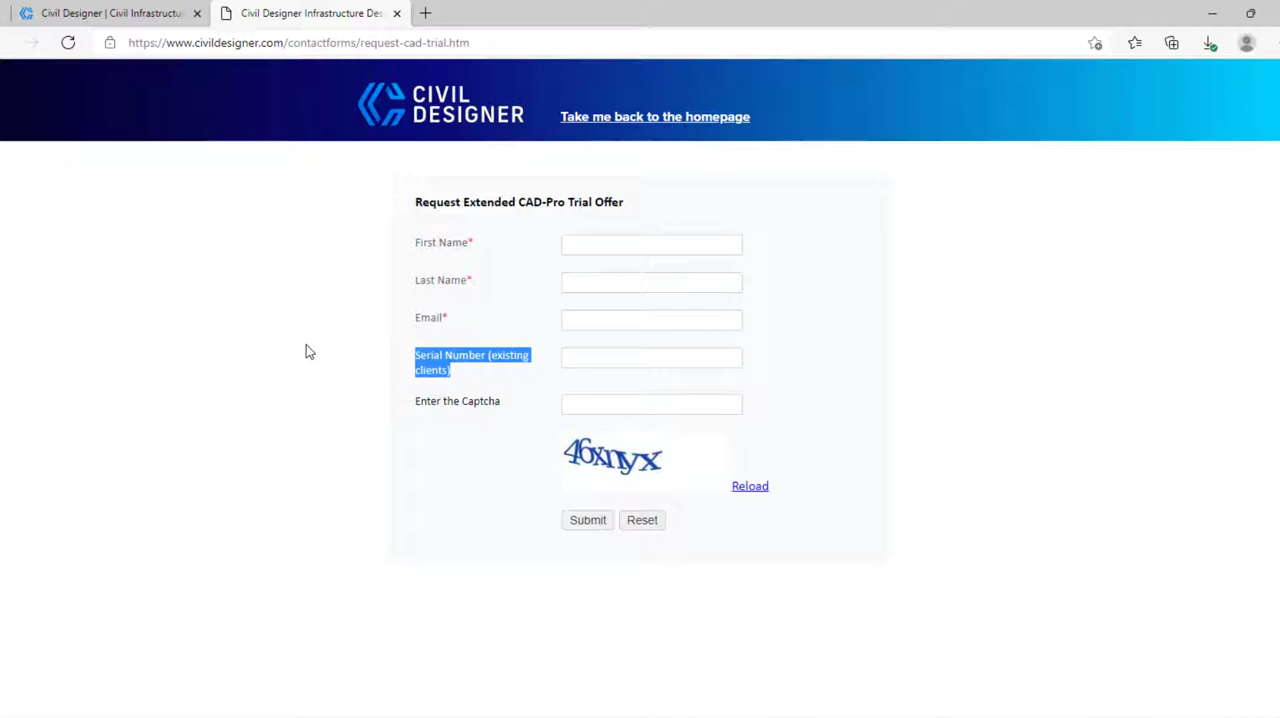 Civil Designer | Civil Infrastructu
Civil Designer Infrastructure Des
https://www.civildesigner.com/contactforms/request-cad-trial.htm
CIVIL
DESIGNER
Take me back to the homepage
Request Extended CAD-Pro Trial Offer
First Name*
Last Name*
Email*
Serial Number (existing
clients)
Enter the Captcha
46xnyx
Reload
Submit Reset